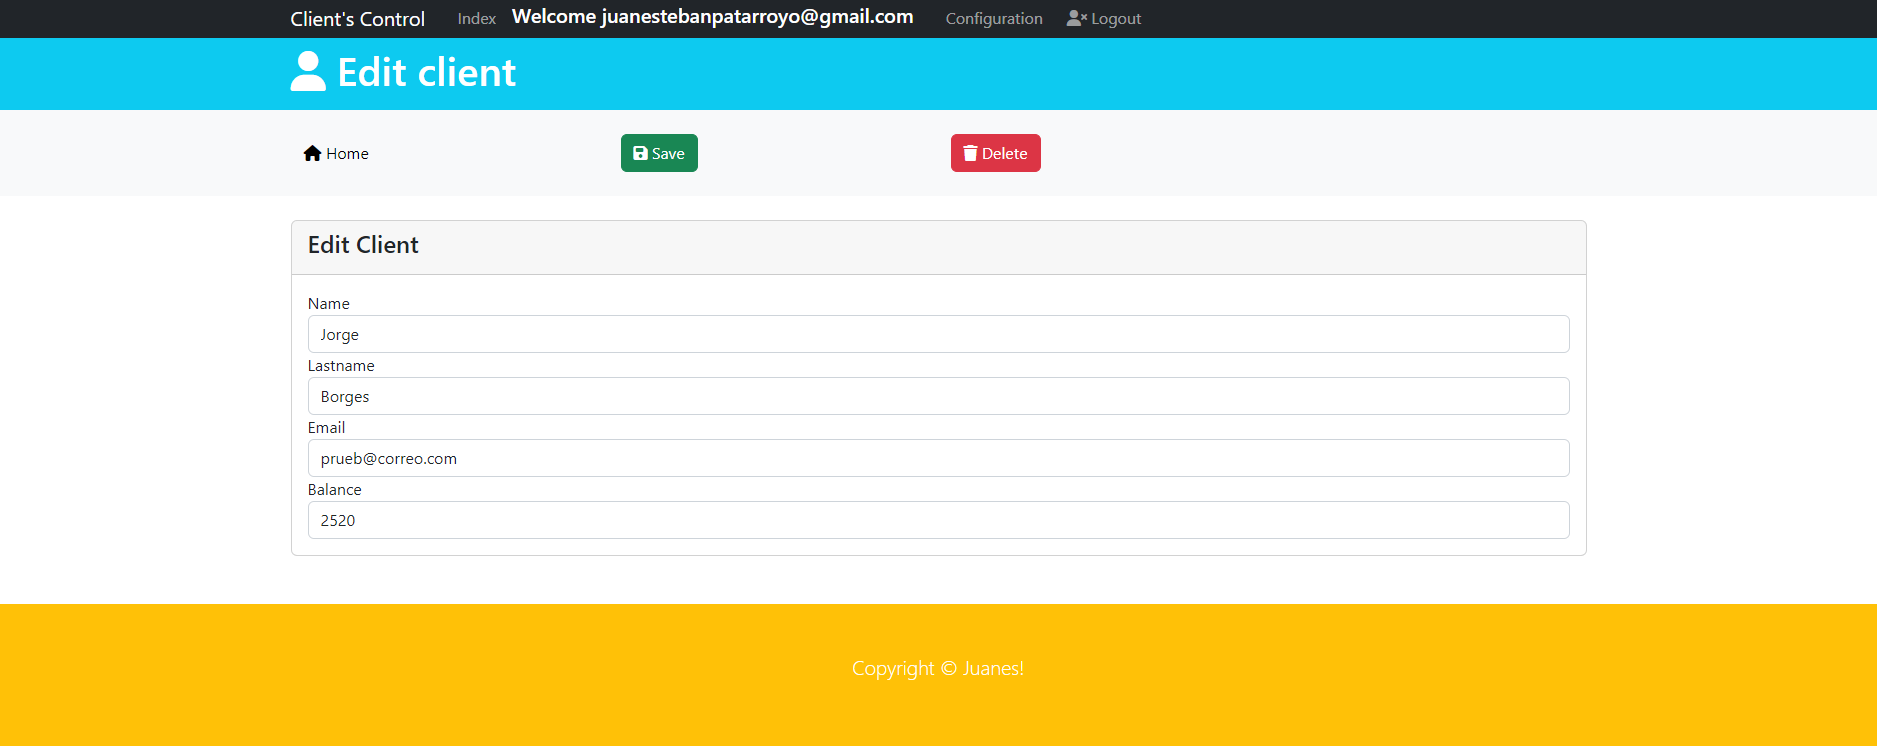 Client's Control Index Welcome juanestebanpatarroyo@gmail.com Configuration Logout
Edit client
Home Save Delete
Edit Client
Name
Jorge
Lastname
Borges
Email
prueb@correo.com
Balance
2520
Copyright © Juanes!